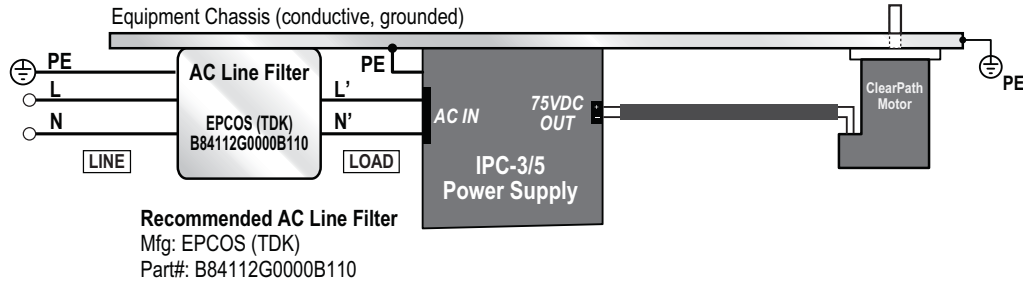 Equipment Chassis (conductive, grounded)
PE
L
N
LINE
AC Line Filter
EPCOS (TDK)
B84112G0000B110
PE
L'
N'
LOAD
AC IN
75VDC
OUT
+
-
IPC-3/5
Power Supply
ClearPath
Motor
PE
Recommended AC Line Filter
Mfg: EPCOS (TDK)
Part#: B84112G0000B110